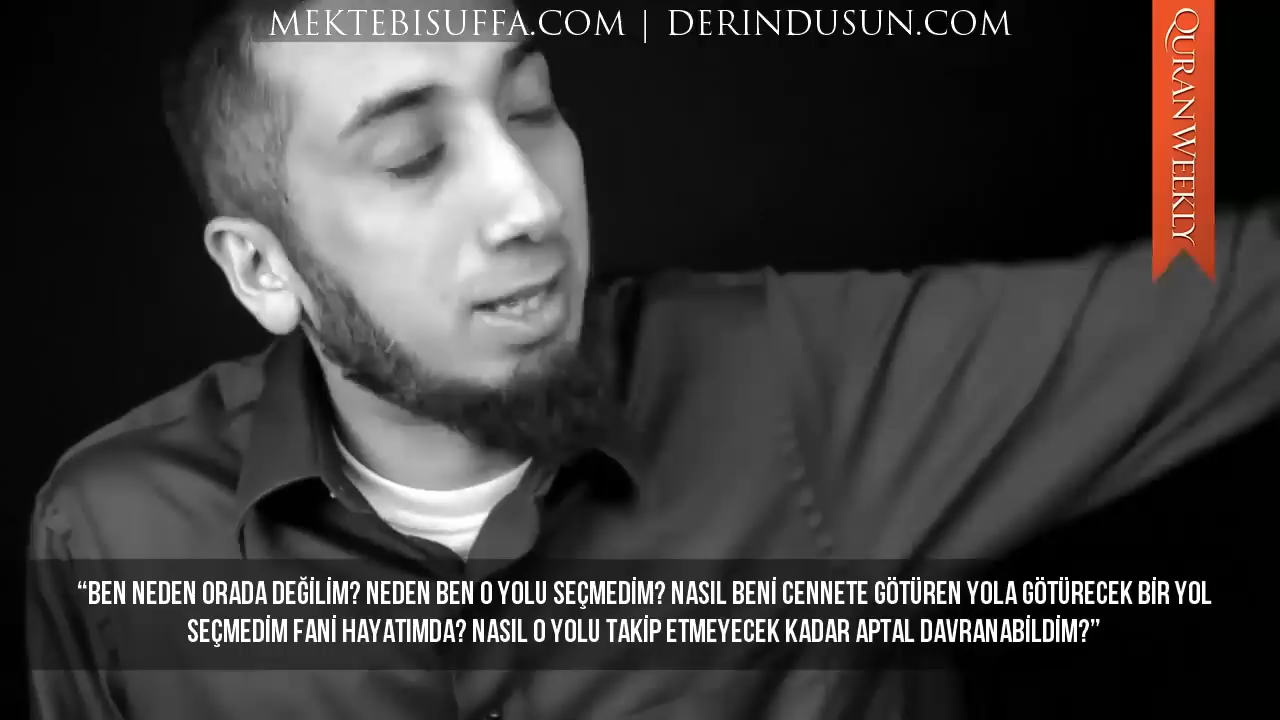 MEKTEBISUFFA.COM | DERINDUSUN.COM
QURANWEEKLY
“BEN NEDEN ORADA DEĞİLİM? NEDEN BEN O YOLU SEÇMEDİM? NASIL BENİ CENNETE GÖTÜREN YOLA GÖTÜRECEK BİR YOL
SEÇMEDİM FANİ HAYATIMDA? NASIL O YOLU TAKİP ETMEYECEK KADAR APTAL DAVRANABİLDİM?”